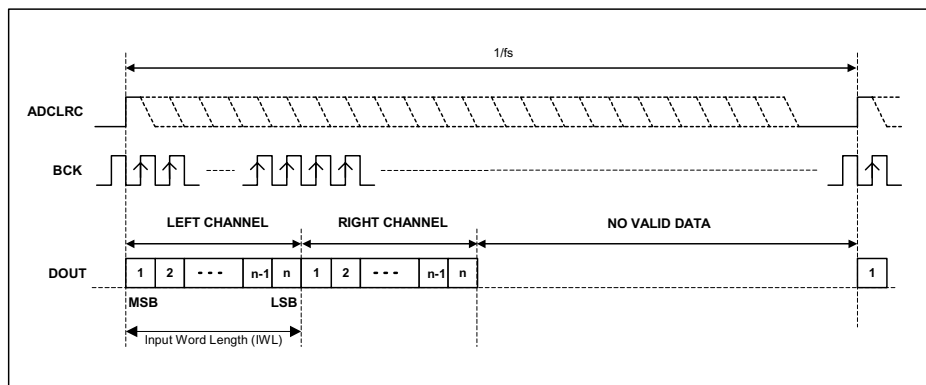 1/fs
ADCLRC
BCK
LEFT CHANNEL RIGHT CHANNEL NO VALID DATA
DOUT 1 2 - - - n-1 n 1 2 - - - n-1 n 1
MSB LSB
Input Word Length (IWL)